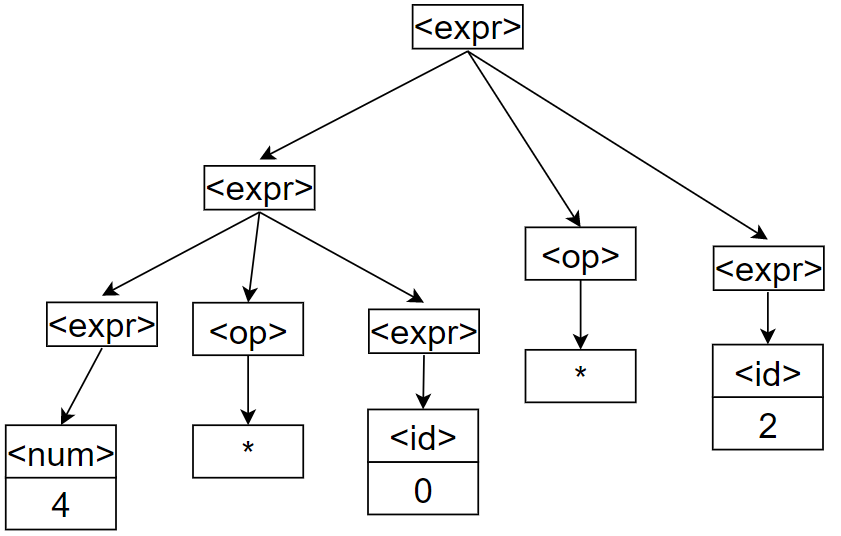 <expr>
<expr>
<op>
<expr>
<expr>
<op>
<expr>
*
<id>
2
<num>
4
*
<id>
0